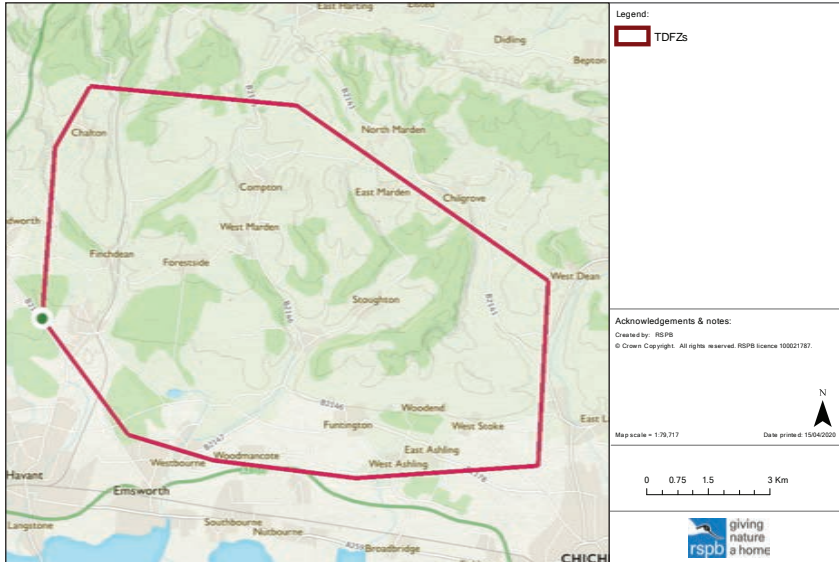 East Harting
Didling
Bepton
B2141
North Marden
Chalton
Compton
East Marden
Chilgrove
West Marden
Finchdean
Forestside
West Dean
Stoughton
B2141
B2146
B2146
Woodend
Funtington
West Stoke
B2147
East Ashling
Woodmancote
West Ashling
Westbourne
B2178
Havant
Emsworth
Langstone
Southbourne
Nutbourne
A259
Broadbridge
CHICH
Legend:
TDFZs
Acknowledgements & notes:
Created by: RSPB
© Crown Copyright. All rights reserved. RSPB licence 100021787.
N
Map scale = 1:79,717
Date printed: 15/04/2020
0 0.75 1.5 3 Km
rspb
giving
nature
a home